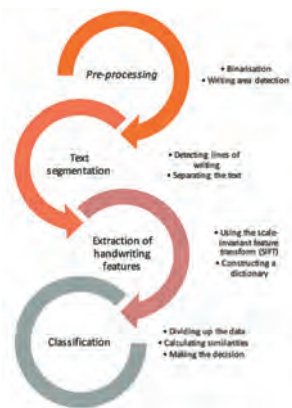 Pre-processing
• Binarisation
• Writing area detection
Text
segmentation
• Detecting lines of
writing
• Separating the text
Extraction of
handwriting
features
• Using the scale-
invariant feature
transform (SIFT)
• Constructing a
dictionary
Classification
• Dividing up the data
• Calculating similarities
• Making the decision